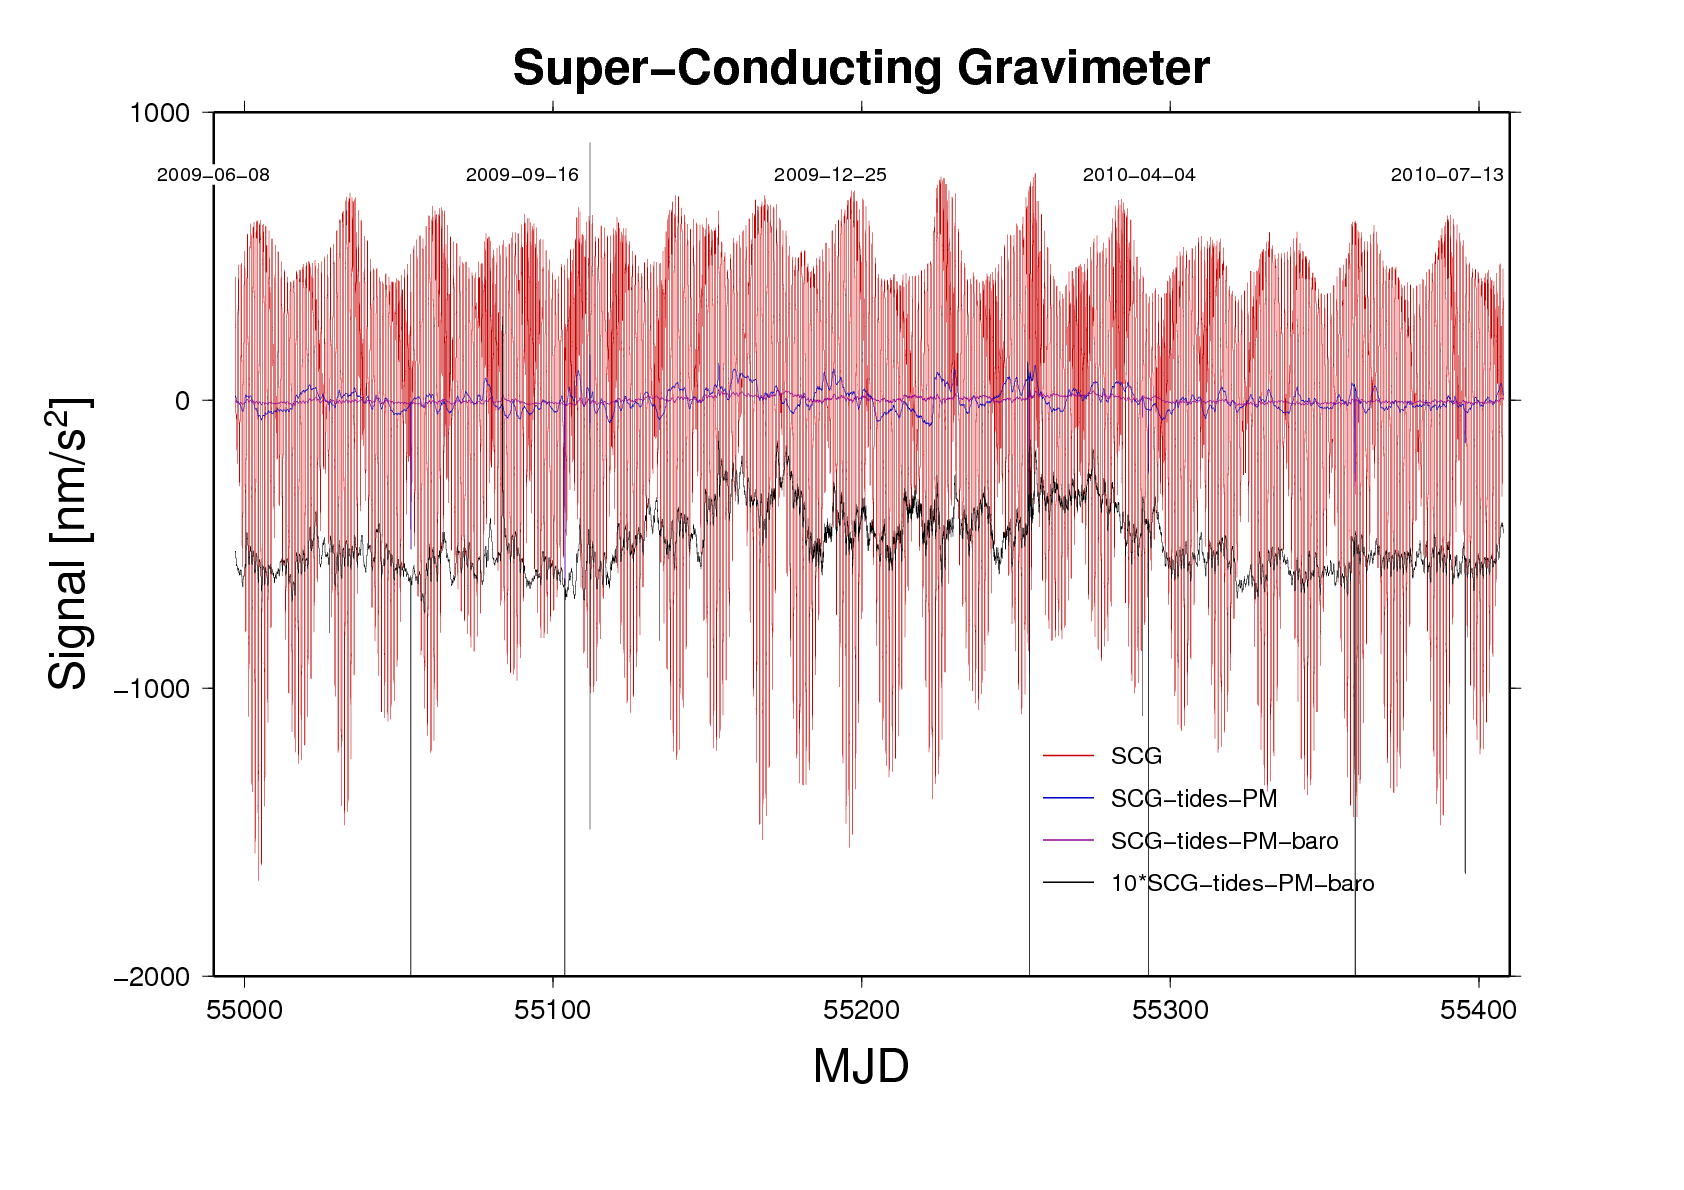 Super−Conducting Gravimeter
1000
2009−06−08 2009−09−16 2009−12−25 2010−04−04 2010−07−13
0
Signal [nm/s²]
−1000
SCG
SCG−tides−PM
SCG−tides−PM−baro
10*SCG−tides−PM−baro
−2000
55000 55100 55200 55300 55400
MJD